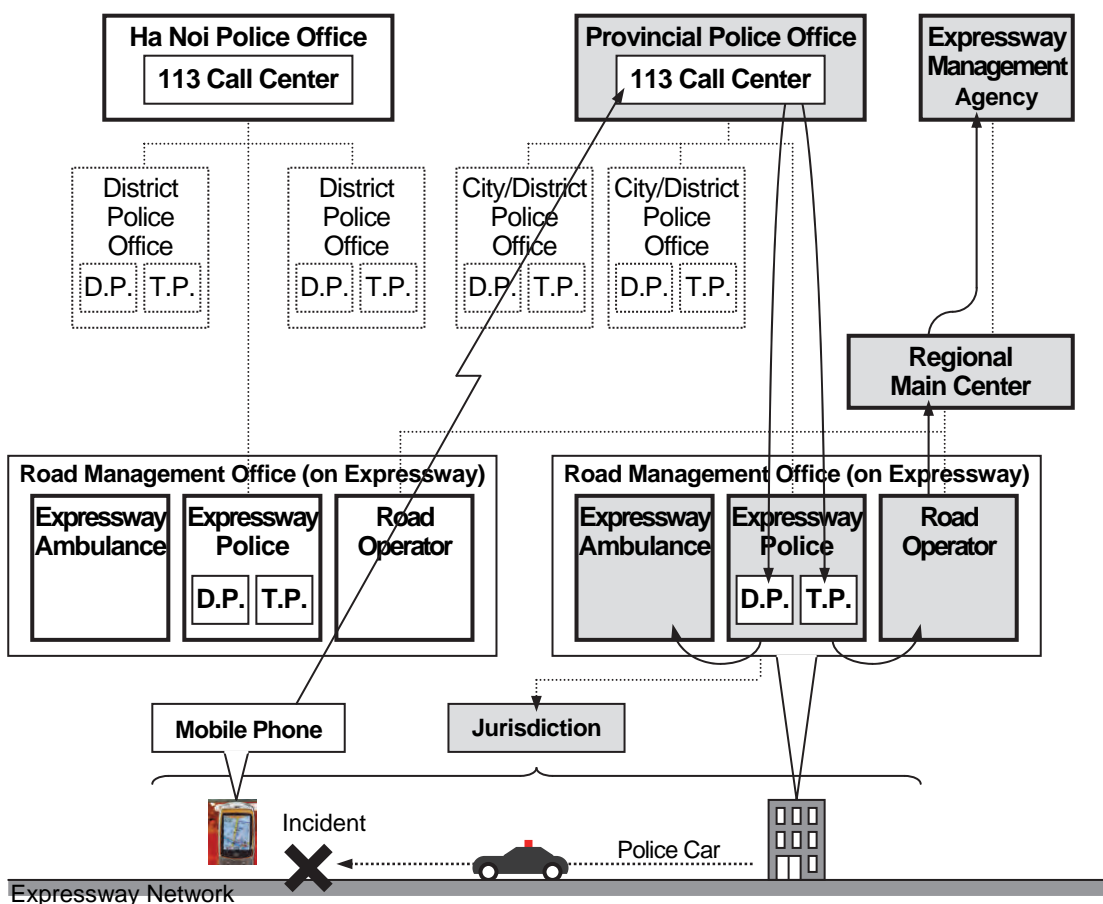 Ha Noi Police Office
113 Call Center
Provincial Police Office
113 Call Center
Expressway
Management
Agency
District
Police
Office
D.P. T.P.
District
Police
Office
D.P. T.P.
City/District
Police
Office
D.P. T.P.
City/District
Police
Office
D.P. T.P.
Regional
Main Center
Road Management Office (on Expressway)
Expressway
Ambulance
Expressway
Police
D.P. T.P.
Road
Operator
Road Management Office (on Expressway)
Expressway
Ambulance
Expressway
Police
D.P. T.P.
Road
Operator
Mobile Phone
Jurisdiction
Incident
Police Car
Expressway Network